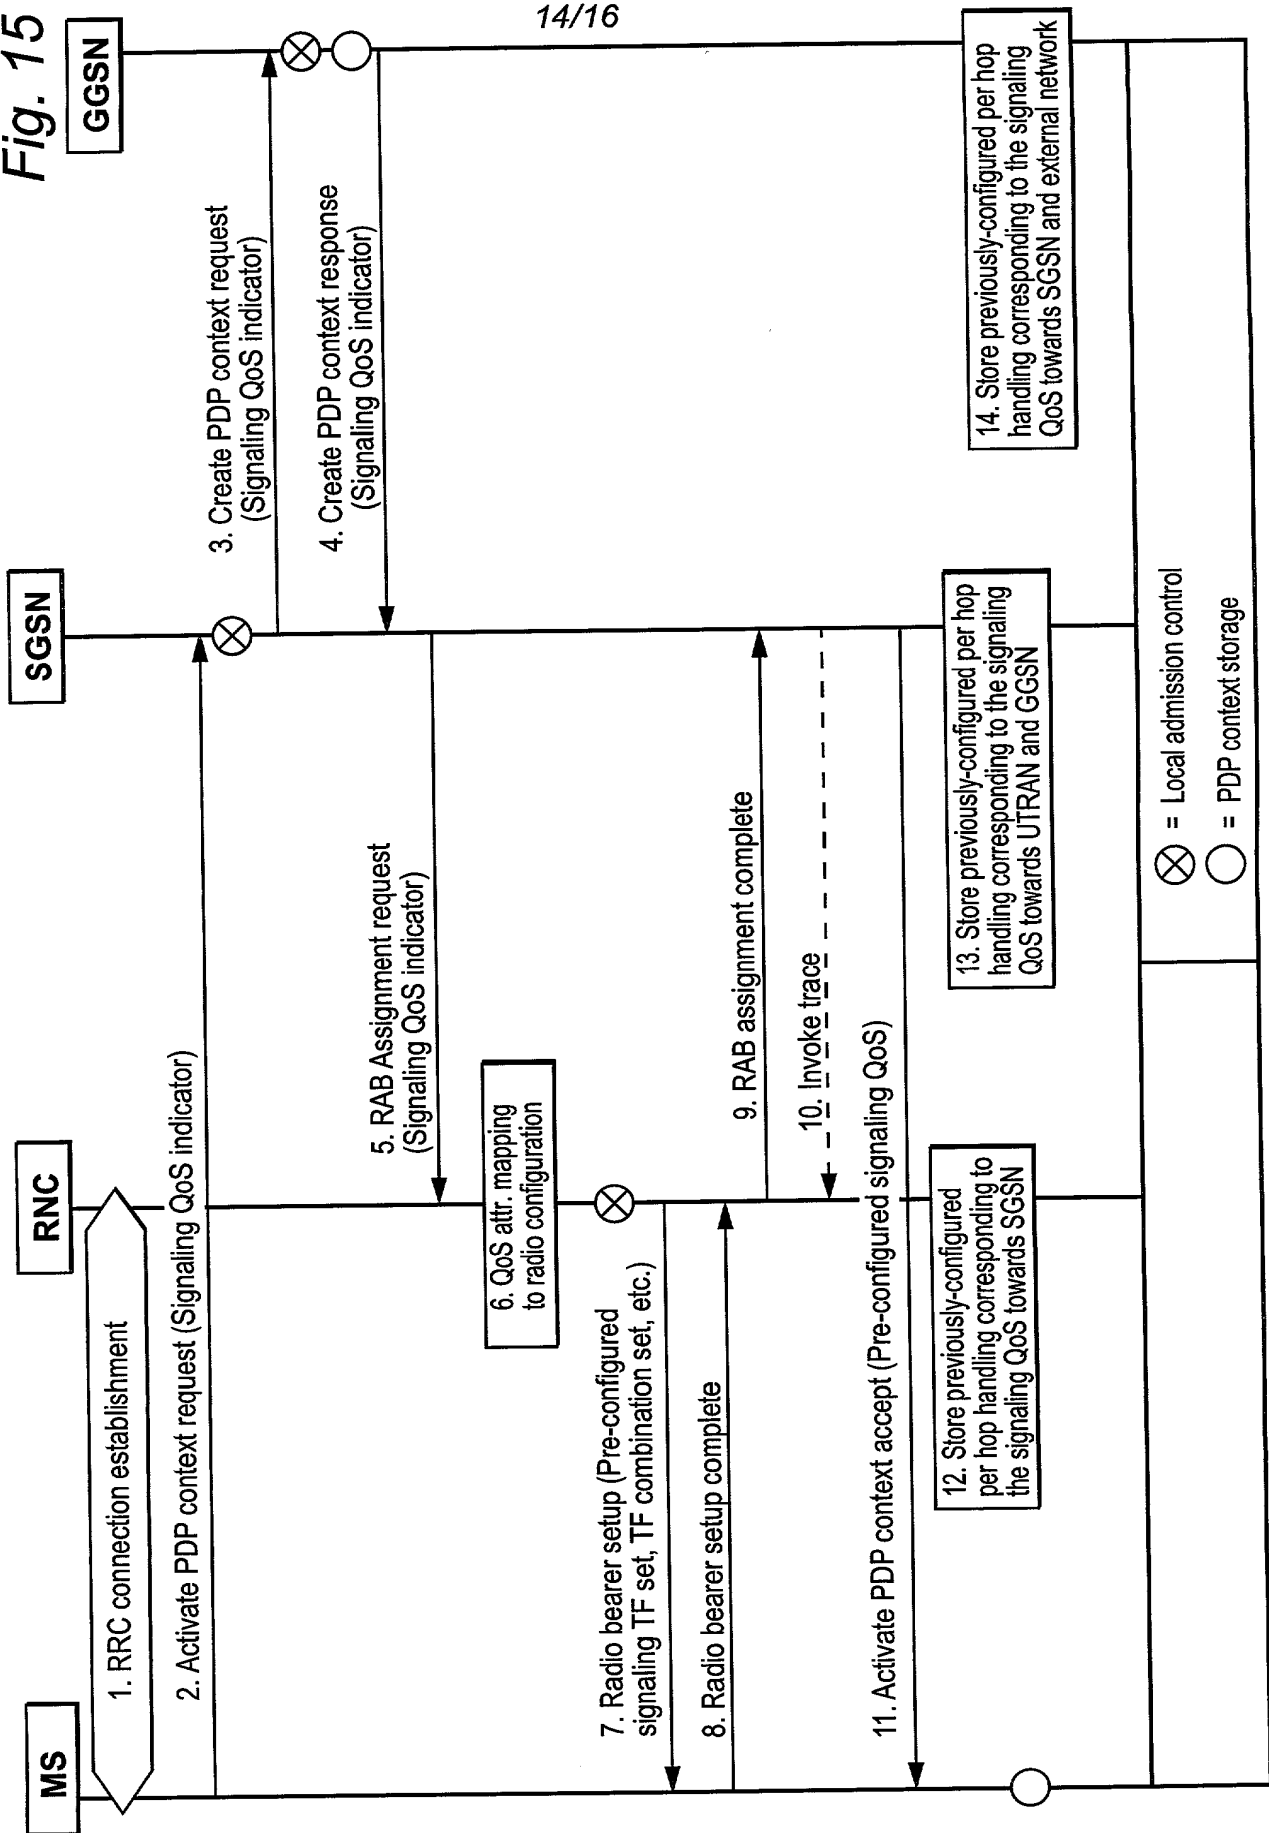 14/16
Fig. 15
MS
RNC
SGSN
GGSN
1. RRC connection establishment
2. Activate PDP context request (Signaling QoS indicator)
3. Create PDP context request
(Signaling QoS indicator)
4. Create PDP context response
(Signaling QoS indicator)
5. RAB Assignment request
(Signaling QoS indicator)
6. QoS attr. mapping
to radio configuration
7. Radio bearer setup (Pre-configured
signaling TF set, TF combination set, etc.)
8. Radio bearer setup complete
9. RAB assignment complete
10. Invoke trace
11. Activate PDP context accept (Pre-configured signaling QoS)
12. Store previously-configured
per hop handling corresponding to
the signaling QoS towards SGSN
13. Store previously-configured per hop
handling corresponding to the signaling
QoS towards UTRAN and GGSN
14. Store previously-configured per hop
handling corresponding to the signaling
QoS towards SGSN and external network
= Local admission control
= PDP context storage